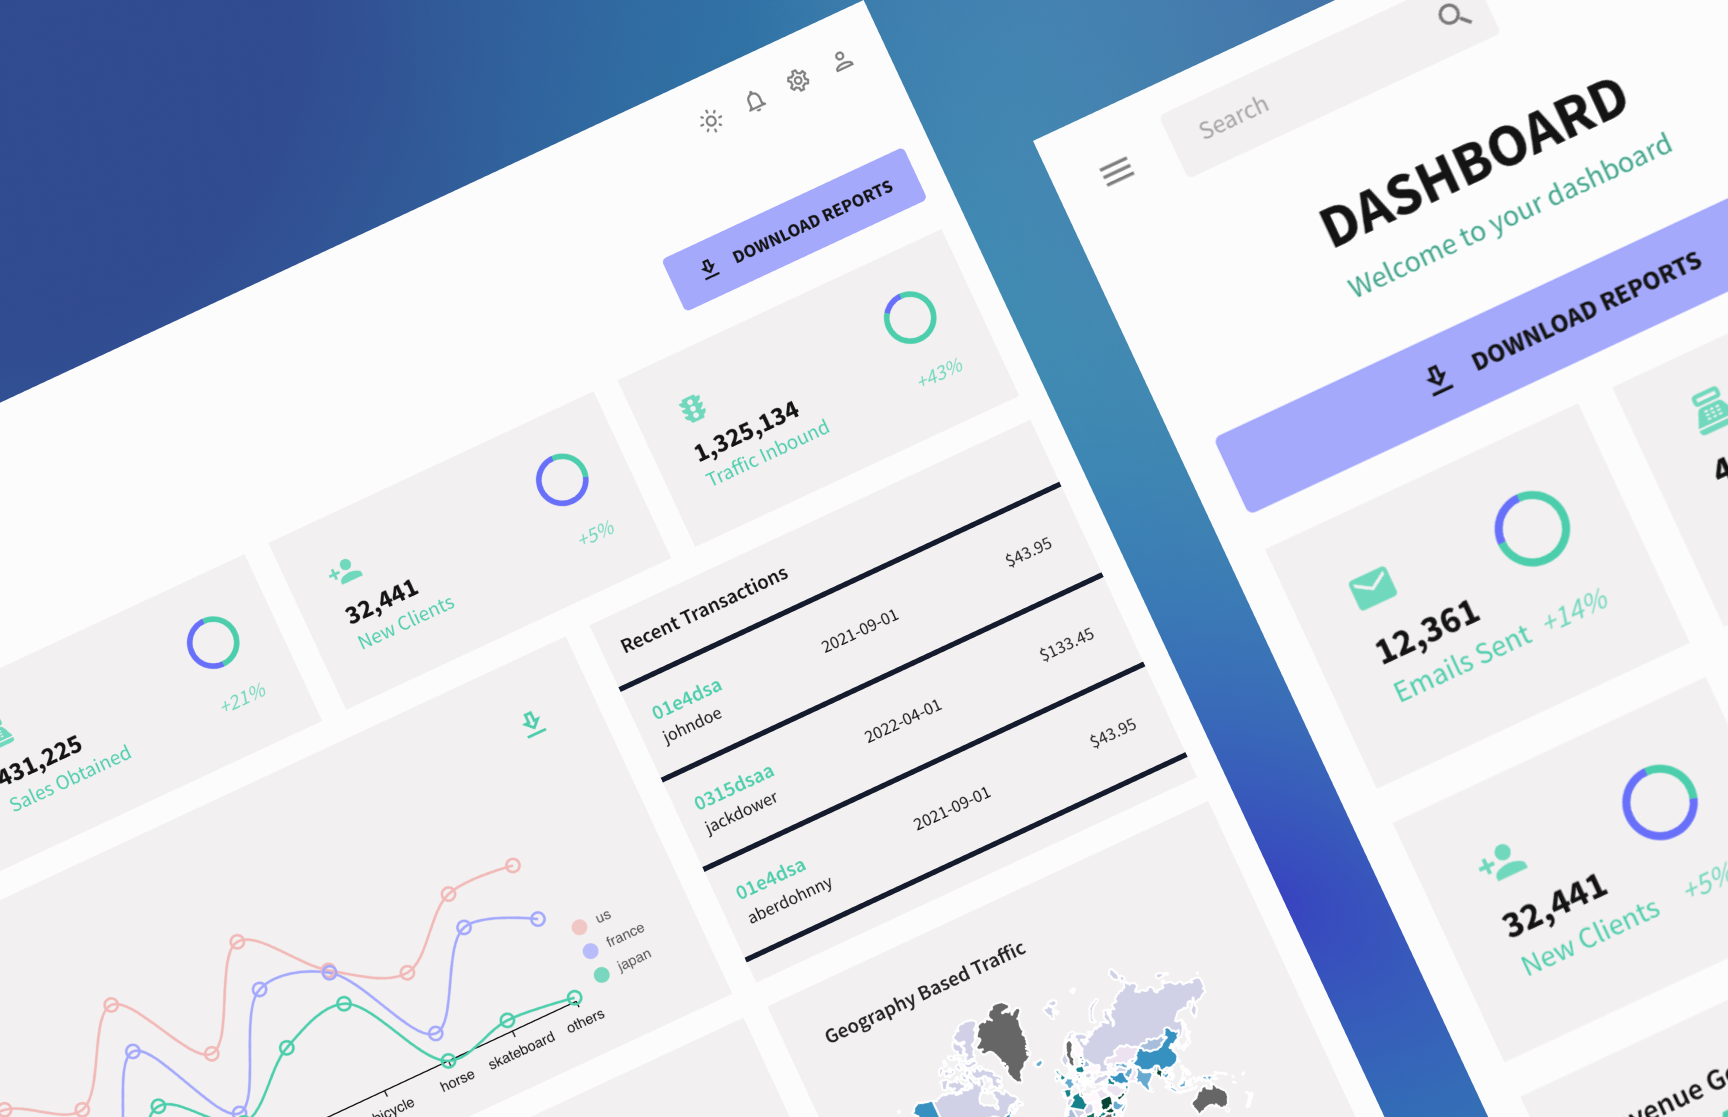 DOWNLOAD REPORTS
1,325,134
Traffic Inbound
+43%
32,441
New Clients
+5%
431,225
Sales Obtained
+21%
Recent Transactions
01e4dsa
johndoe
2021-09-01
$43.95
0315dsaa
jackdower
2022-04-01
$133.45
01e4dsa
aberdohnny
2021-09-01
$43.95
us
france
japan
bicycle
horse
skateboard
others
Geography Based Traffic
Search
DASHBOARD
Welcome to your dashboard
DOWNLOAD REPORTS
12,361
Emails Sent
+14%
4
32,441
New Clients
+5%